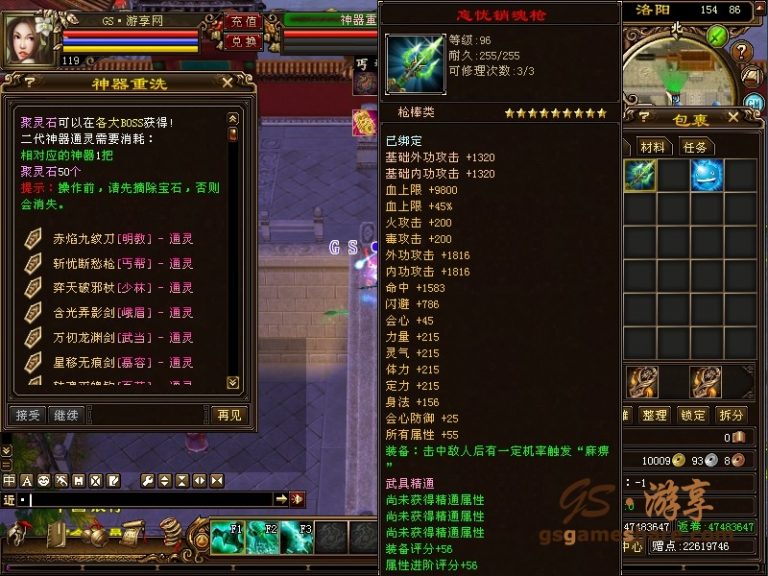 GS·游享网
充值
兑换
神器重
119
洛阳
154 86
北
神器重洗
聚灵石可以在各大BOSS获得!
二代神器通灵需要消耗：
相对应的神器1把
聚灵石50个
提示：操作前，请先摘除宝石，否则
会消失。
赤焰九纹刀[明教] - 通灵
斩忧断愁枪[丐帮] - 通灵
弈天破邪杖[少林] - 通灵
含光弄影剑[峨眉] - 通灵
万切龙渊剑[武当] - 通灵
星移无痕剑[慕容] - 通灵
接受
继续
再见
GS
忘忧销魂枪
等级:96
耐久:255/255
可修理次数:3/3
枪棒类
已绑定
基础外功攻击 +1320
基础内功攻击 +1320
血上限 +9800
血上限 +45%
火攻击 +200
毒攻击 +200
外功攻击 +1816
内功攻击 +1816
命中 +1583
闪避 +786
会心 +45
力量 +215
灵气 +215
体力 +215
定力 +215
身法 +156
会心防御 +25
所有属性 +55
装备：击中敌人后有一定机率触发“麻痹
”
武具精通
尚未获得精通属性
尚未获得精通属性
尚未获得精通属性
装备评分+56
属性进阶评分+56
包裹
材料
任务
整理
锁定
拆分
0
10009 93 8
:-1
47483647
返卷:47483647
中心
赠点:22619746
近
F1
F2
F3
GS·游享
gsgames